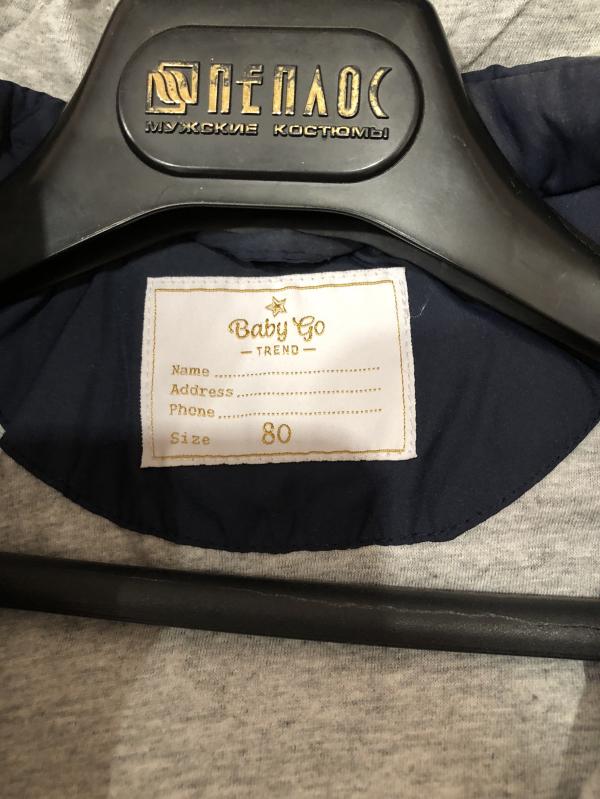 ПЕПЛОС
МУЖСКИЕ КОСТЮМЫ
Baby Go
— TREND —
Name
Address
Phone
Size 80